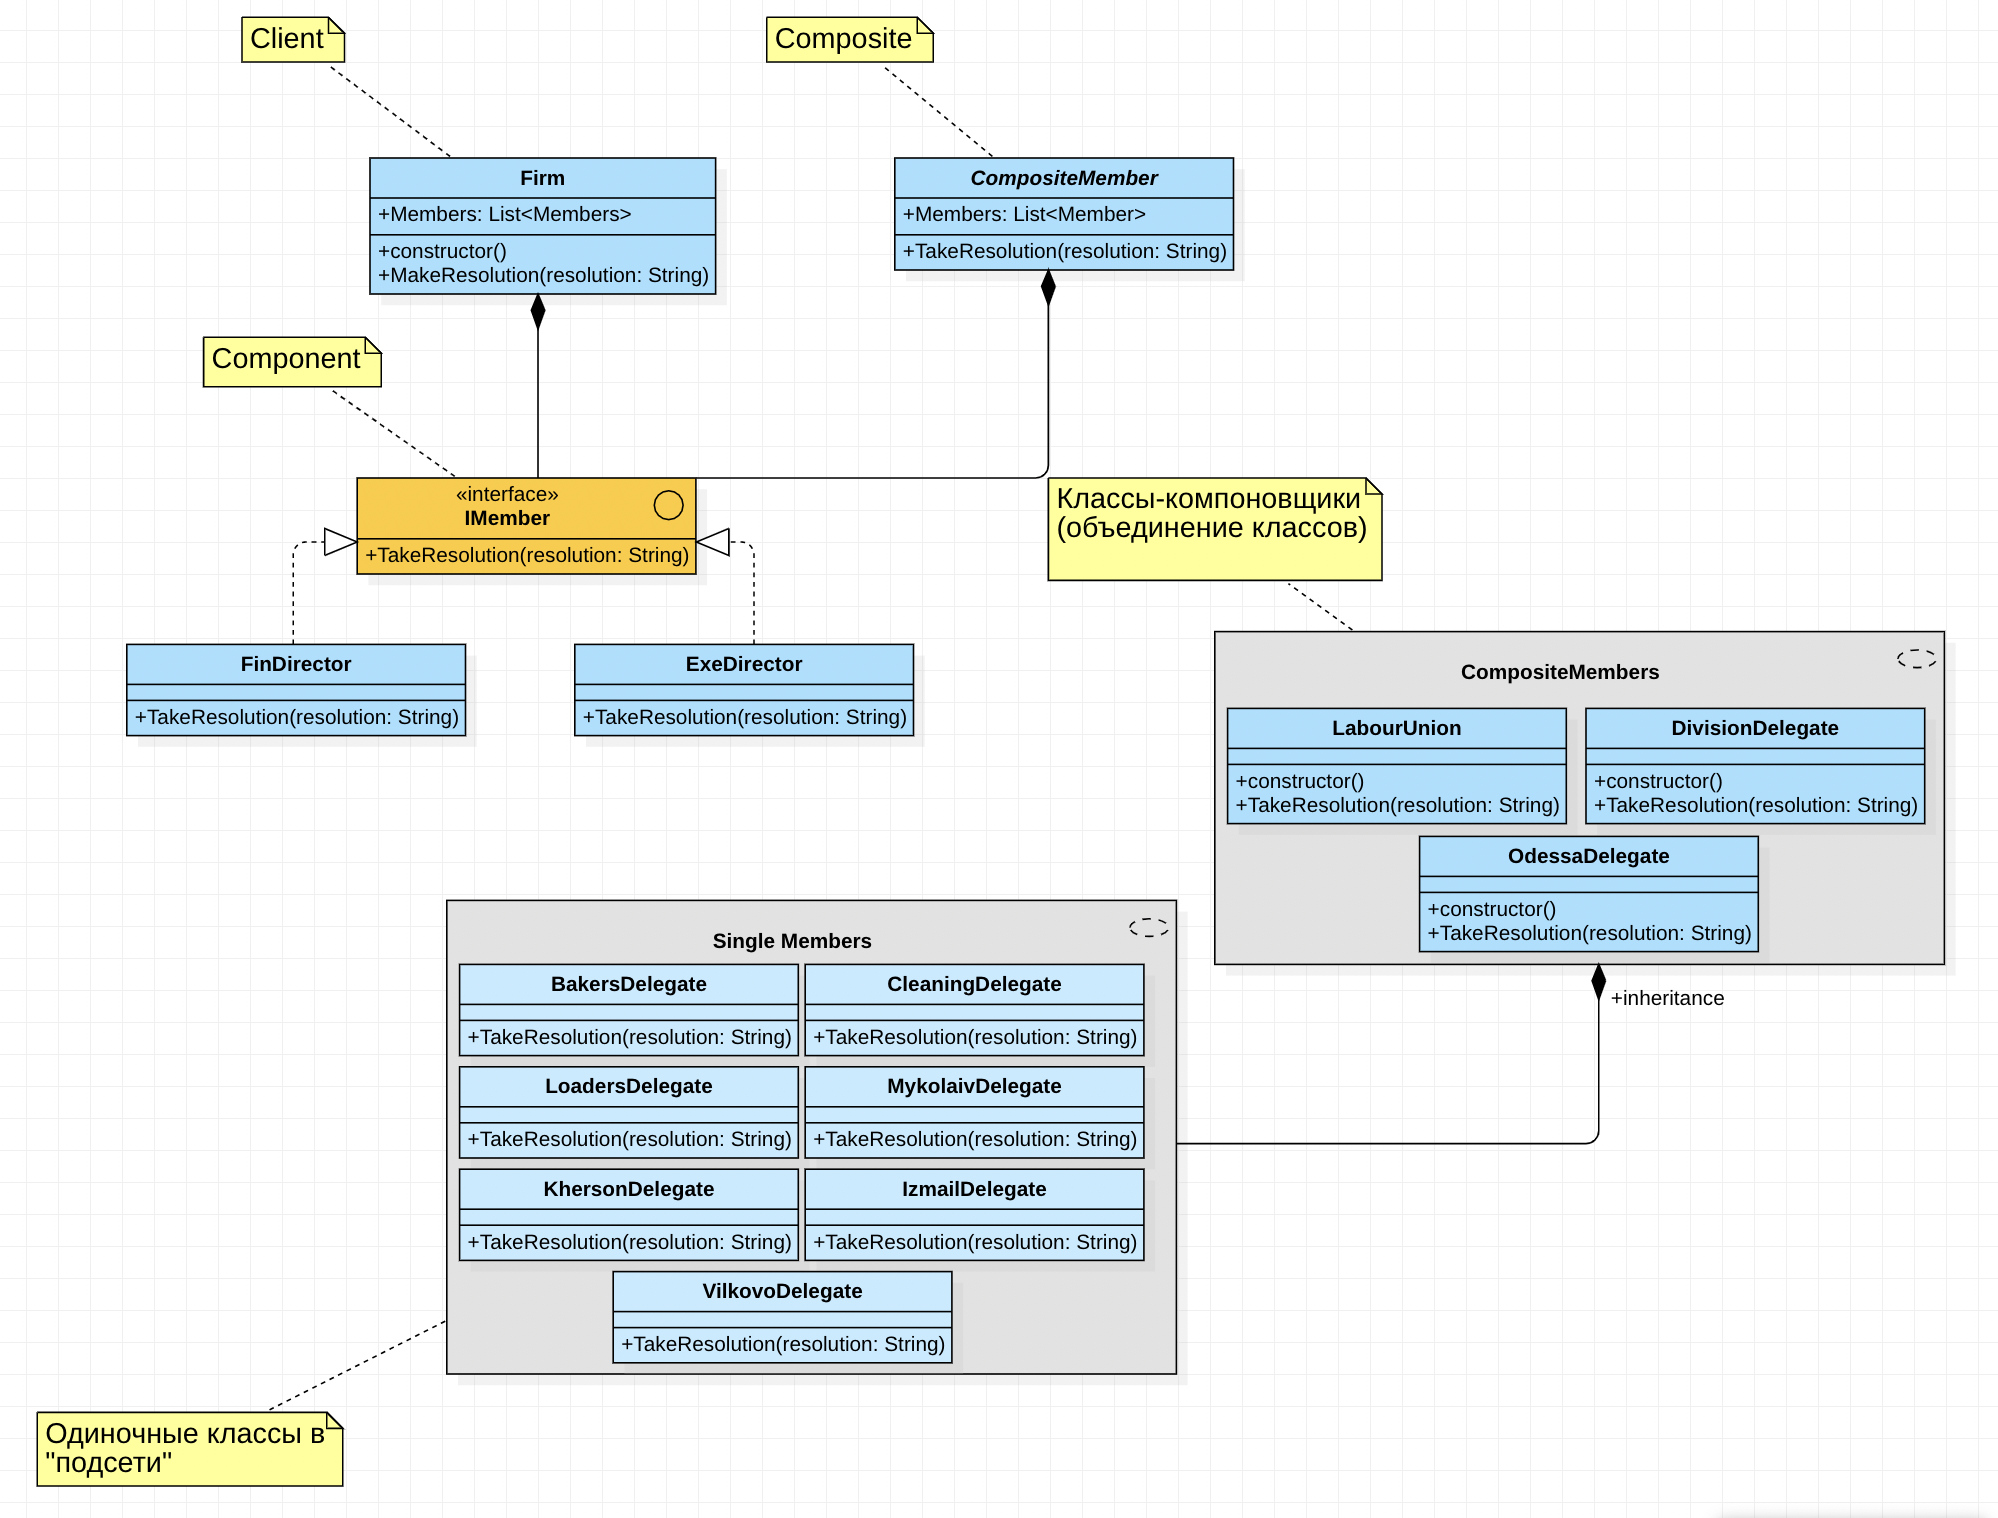 Client
Composite
Firm
+Members: List<Members>
+constructor()
+MakeResolution(resolution: String)
CompositeMember
+Members: List<Member>
+TakeResolution(resolution: String)
Component
«interface»
IMember
+TakeResolution(resolution: String)
Классы-компоновщики
(объединение классов)
FinDirector
+TakeResolution(resolution: String)
ExeDirector
+TakeResolution(resolution: String)
CompositeMembers
LabourUnion
+constructor()
+TakeResolution(resolution: String)
DivisionDelegate
+constructor()
+TakeResolution(resolution: String)
OdessaDelegate
+constructor()
+TakeResolution(resolution: String)
+inheritance
Single Members
BakersDelegate
+TakeResolution(resolution: String)
CleaningDelegate
+TakeResolution(resolution: String)
LoadersDelegate
+TakeResolution(resolution: String)
MykolaivDelegate
+TakeResolution(resolution: String)
KhersonDelegate
+TakeResolution(resolution: String)
IzmailDelegate
+TakeResolution(resolution: String)
VilkovoDelegate
+TakeResolution(resolution: String)
Одиночные классы в
"подсети"